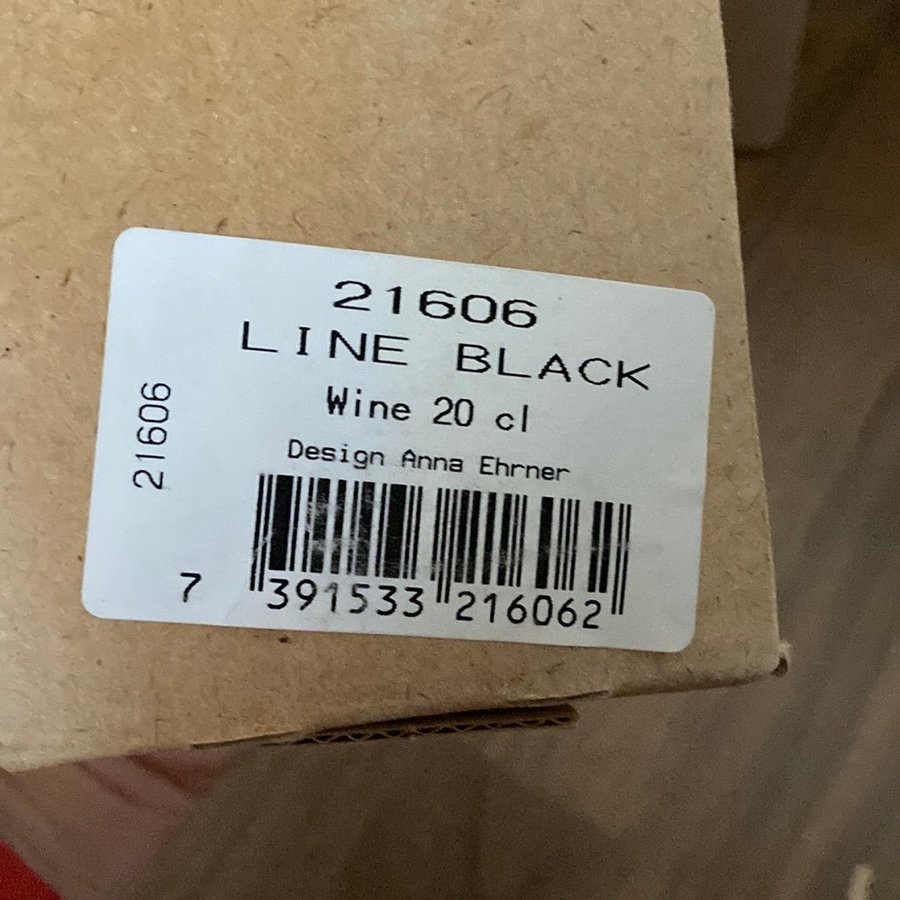 21606
LINE BLACK
Wine 20 cl
Design Anna Ehrner
21606
7 391533 216062